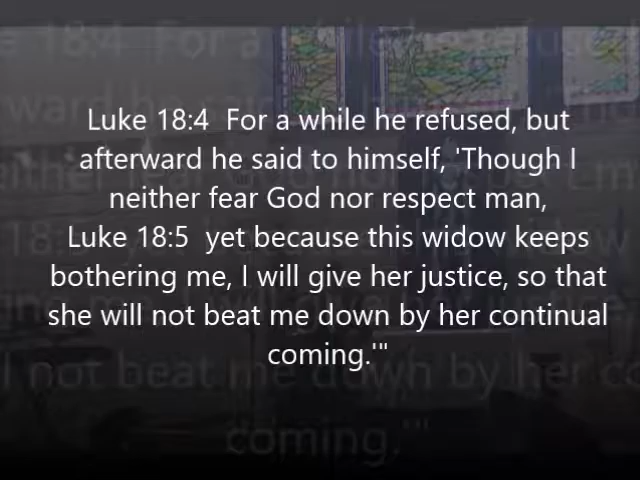 Luke 18:4  For a while he refused, but
afterward he said to himself, 'Though I
neither fear God nor respect man,
Luke 18:5  yet because this widow keeps
bothering me, I will give her justice, so that
she will not beat me down by her continual
coming.'"